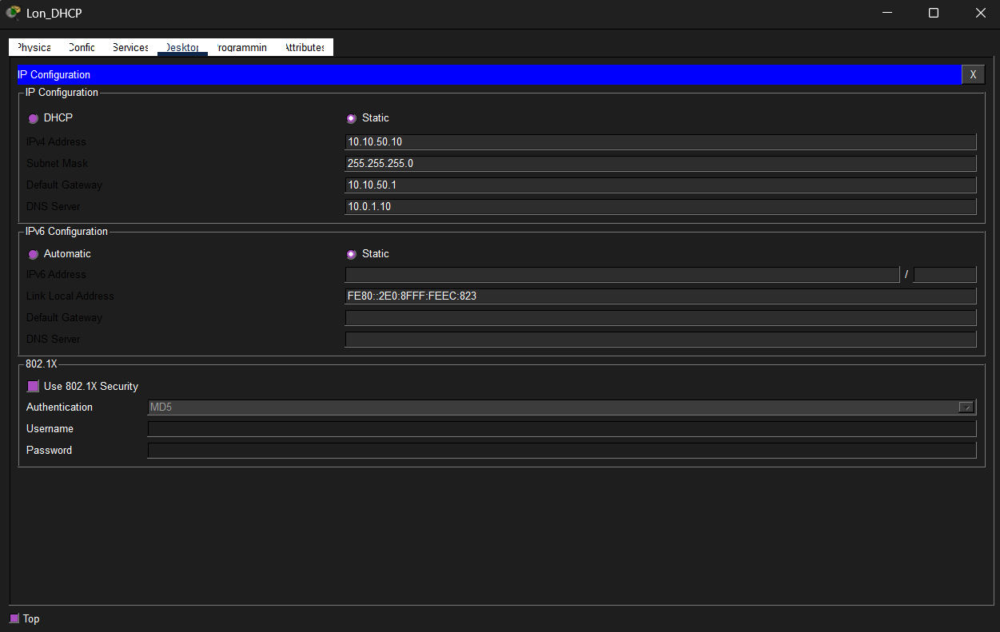 Lon_DHCP
Physica Config Services Desktop rogrammin Attributes
IP Configuration X
IP Configuration
DHCP Static
IPv4 Address 10.10.50.10
Subnet Mask 255.255.255.0
Default Gateway 10.10.50.1
DNS Server 10.0.1.10
IPv6 Configuration
Automatic Static
IPv6 Address /
Link Local Address FE80::2E0:8FFF:FEEC:823
Default Gateway
DNS Server
802.1X
Use 802.1X Security
Authentication MD5
Username
Password
Top